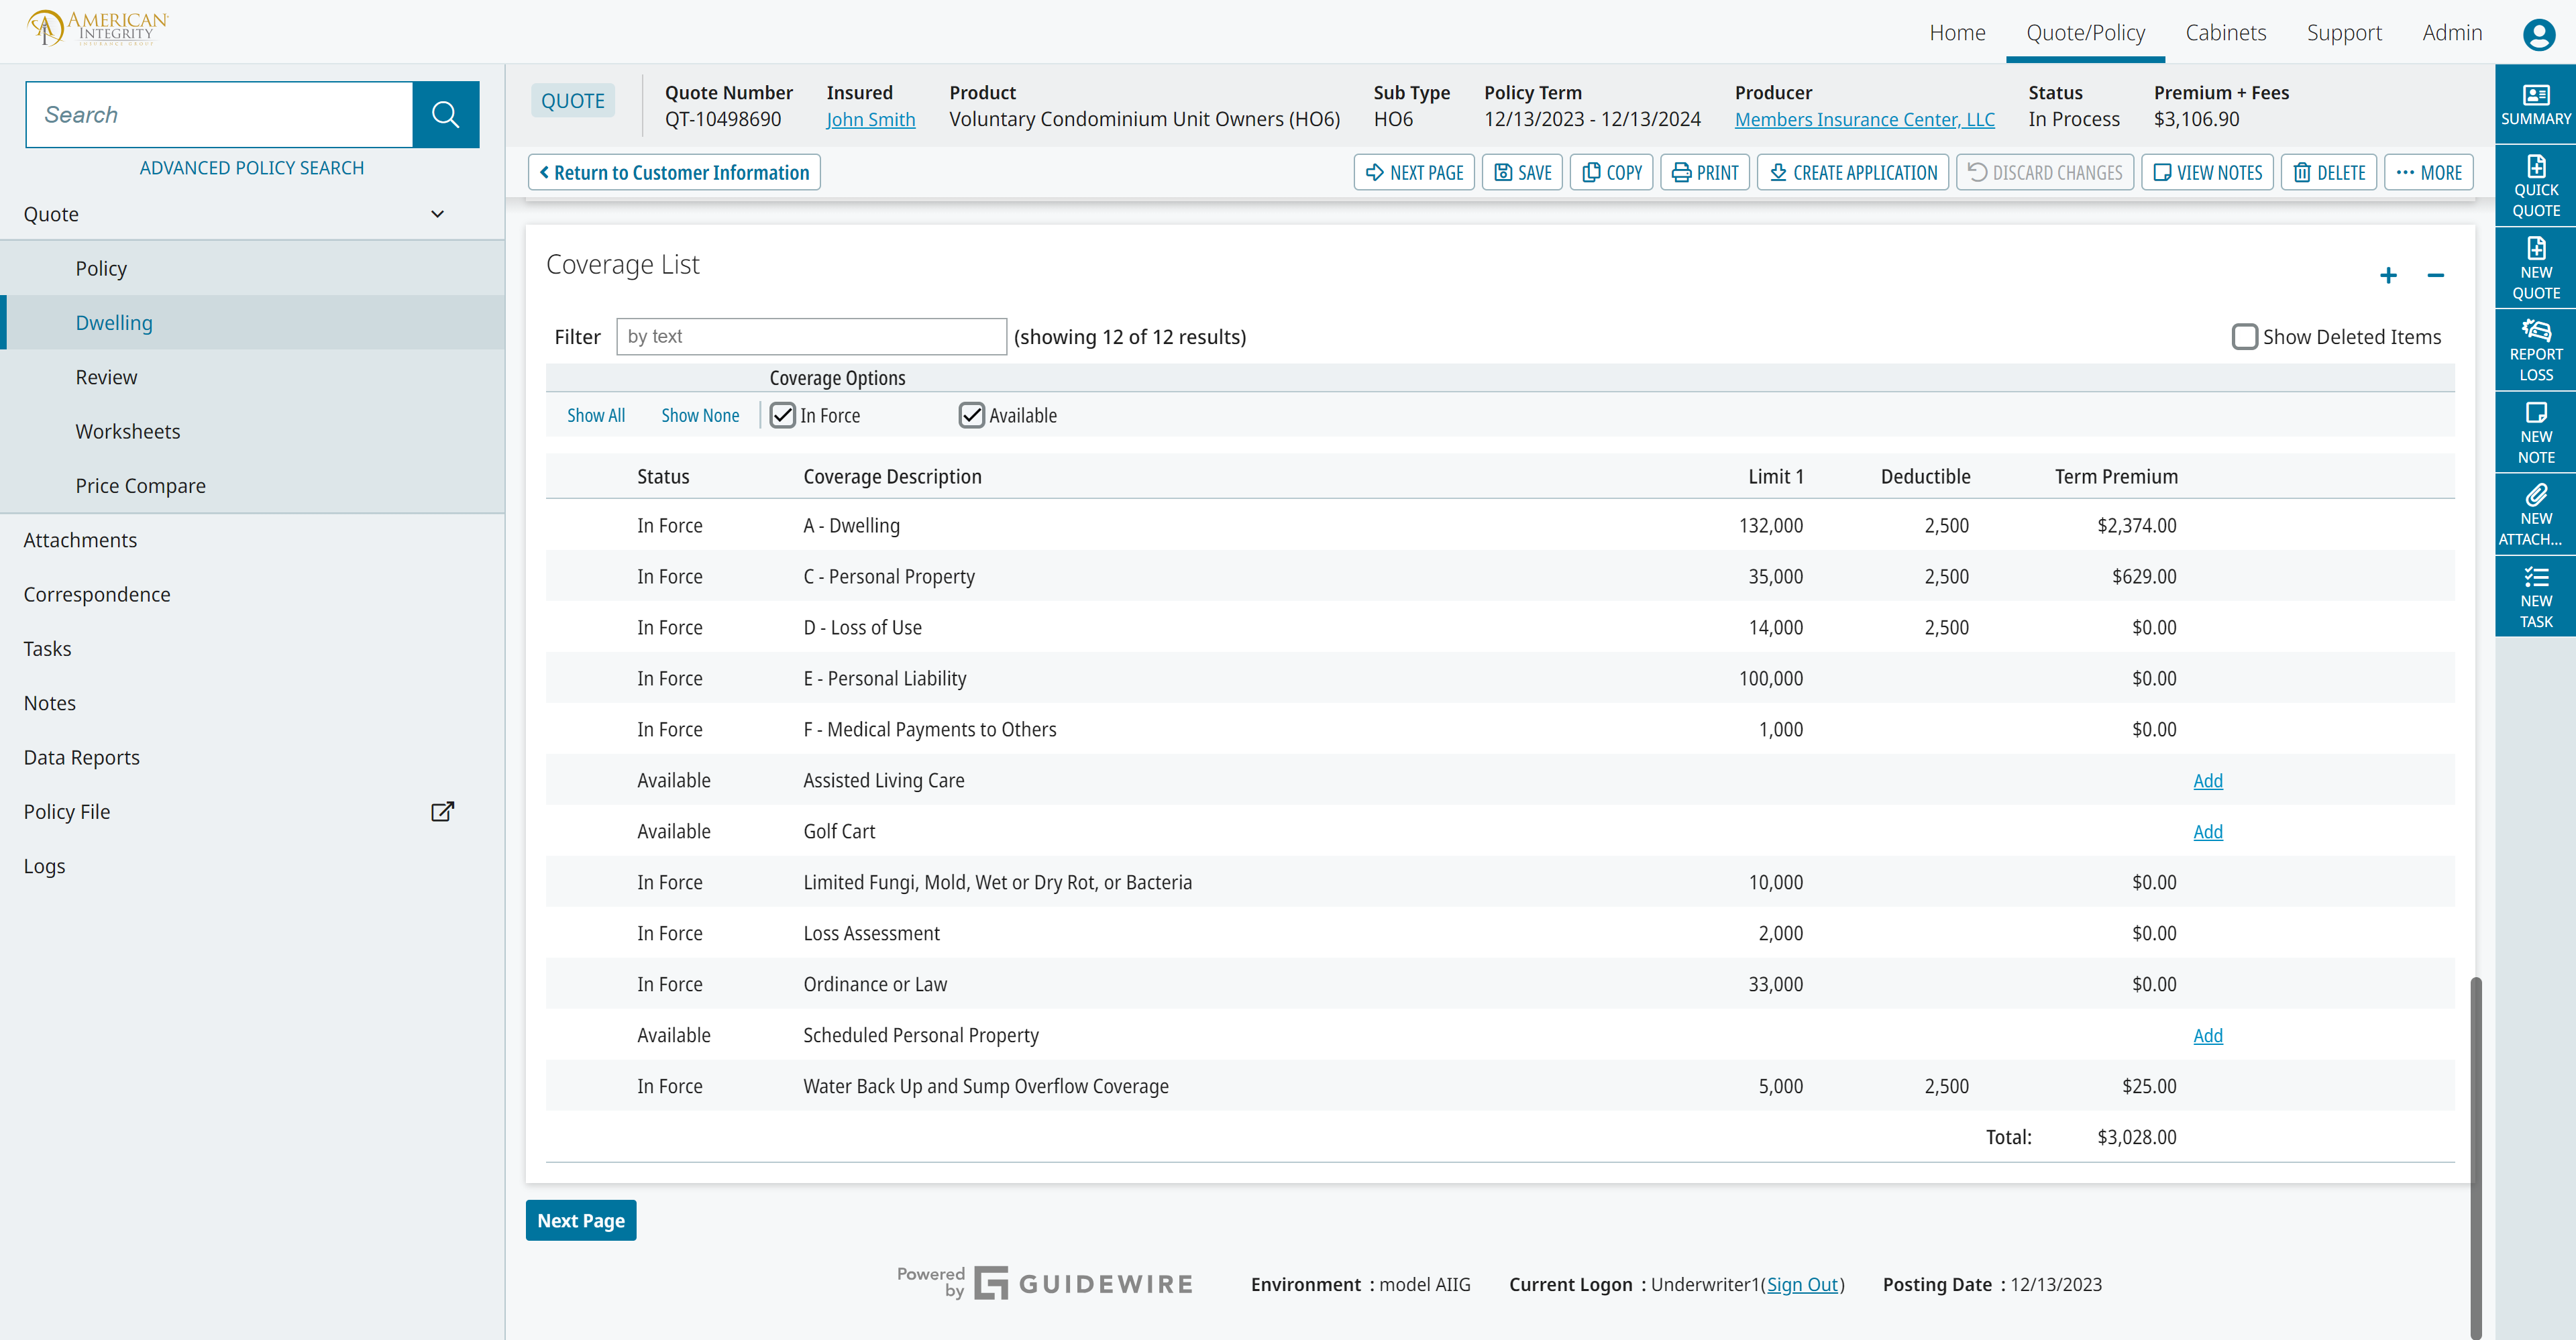 AMERICAN
INTEGRITY
INSURANCE GROUP
Home Quote/Policy Cabinets Support Admin
Search
ADVANCED POLICY SEARCH
Quote
Policy
Dwelling
Review
Worksheets
Price Compare
Attachments
Correspondence
Tasks
Notes
Data Reports
Policy File
Logs
QUOTE
Quote Number Insured Product Sub Type Policy Term Producer Status Premium + Fees
QT-10498690 John Smith Voluntary Condominium Unit Owners (HO6) HO6 12/13/2023 - 12/13/2024 Members Insurance Center, LLC In Process $3,106.90
Return to Customer Information NEXT PAGE SAVE COPY PRINT CREATE APPLICATION DISCARD CHANGES VIEW NOTES DELETE MORE
Coverage List
Filter by text (showing 12 of 12 results) Show Deleted Items
Coverage Options
Show All Show None In Force Available
Status Coverage Description Limit 1 Deductible Term Premium
In Force A - Dwelling 132,000 2,500 $2,374.00
In Force C - Personal Property 35,000 2,500 $629.00
In Force D - Loss of Use 14,000 2,500 $0.00
In Force E - Personal Liability 100,000 $0.00
In Force F - Medical Payments to Others 1,000 $0.00
Available Assisted Living Care Add
Available Golf Cart Add
In Force Limited Fungi, Mold, Wet or Dry Rot, or Bacteria 10,000 $0.00
In Force Loss Assessment 2,000 $0.00
In Force Ordinance or Law 33,000 $0.00
Available Scheduled Personal Property Add
In Force Water Back Up and Sump Overflow Coverage 5,000 2,500 $25.00
Total: $3,028.00
Next Page
Powered
by GUIDEWIRE
Environment : model AIIG Current Logon : Underwriter1(Sign Out) Posting Date : 12/13/2023
SUMMARY
QUICK
QUOTE
NEW
QUOTE
REPORT
LOSS
NEW
NOTE
NEW
ATTACH...
NEW
TASK